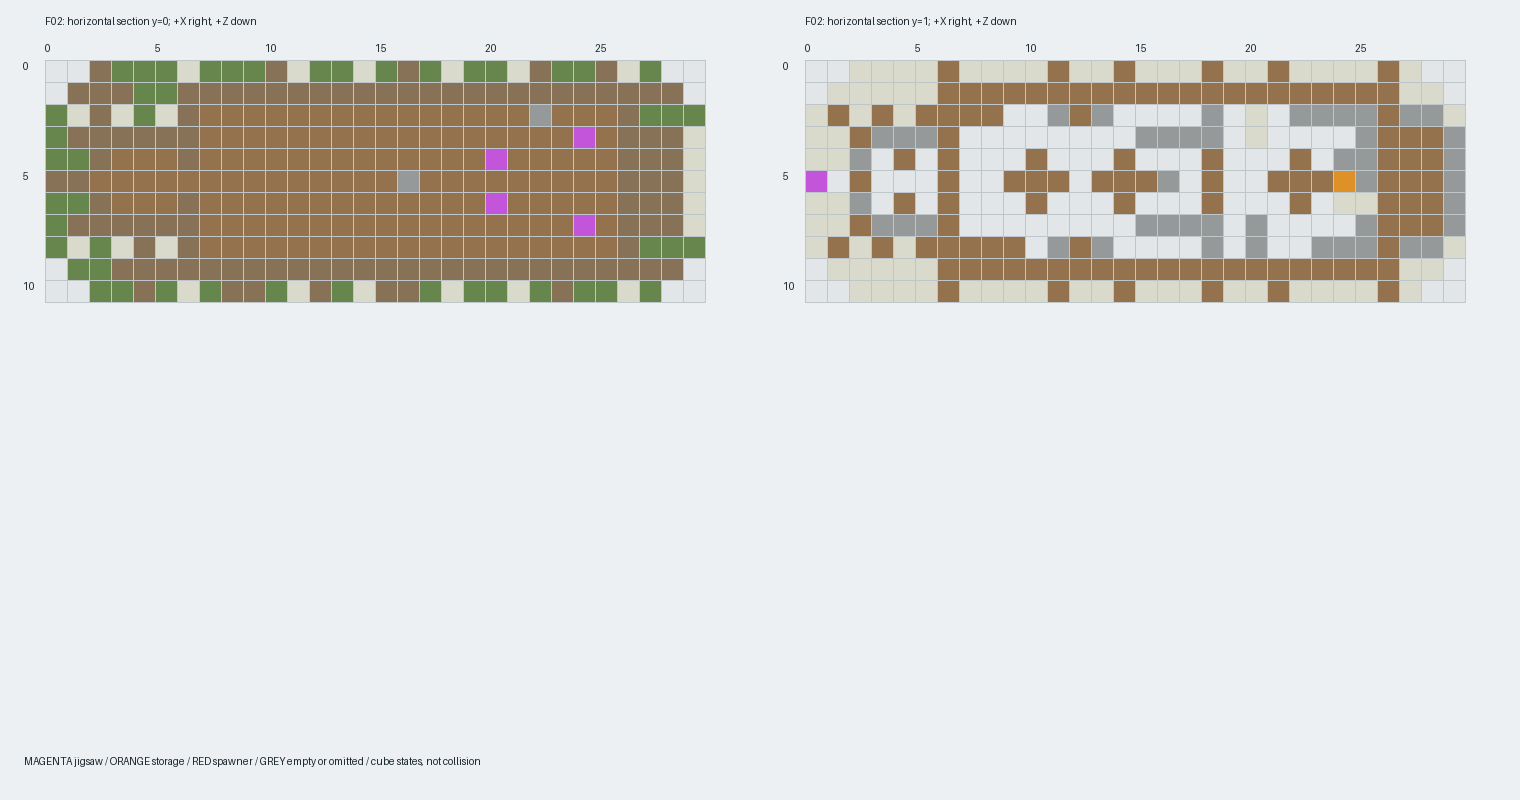 F02: horizontal section y=0; +X right, +Z down
F02: horizontal section y=1; +X right, +Z down
0 5 10 15 20 25
0 5 10 15 20 25
0 0
5 5
10 10
MAGENTA jigsaw / ORANGE storage / RED spawner / GREY empty or omitted / cube states, not collision